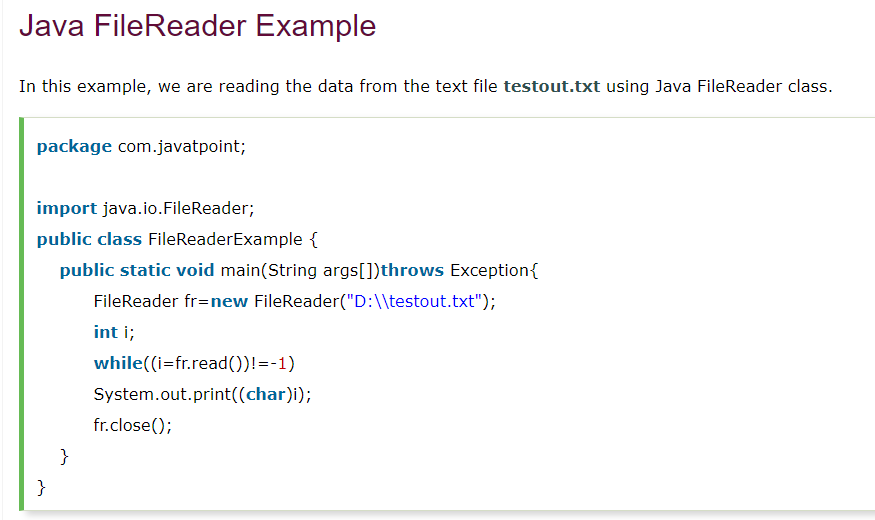 Java FileReader Example
In this example, we are reading the data from the text file testout.txt using Java FileReader class.
package com.javatpoint;
import java.io.FileReader;
public class FileReaderExample {
public static void main(String args[])throws Exception{
FileReader fr=new FileReader("D:\\testout.txt");
int i;
while((i=fr.read())!=-1)
System.out.print((char)i);
fr.close();
}
}